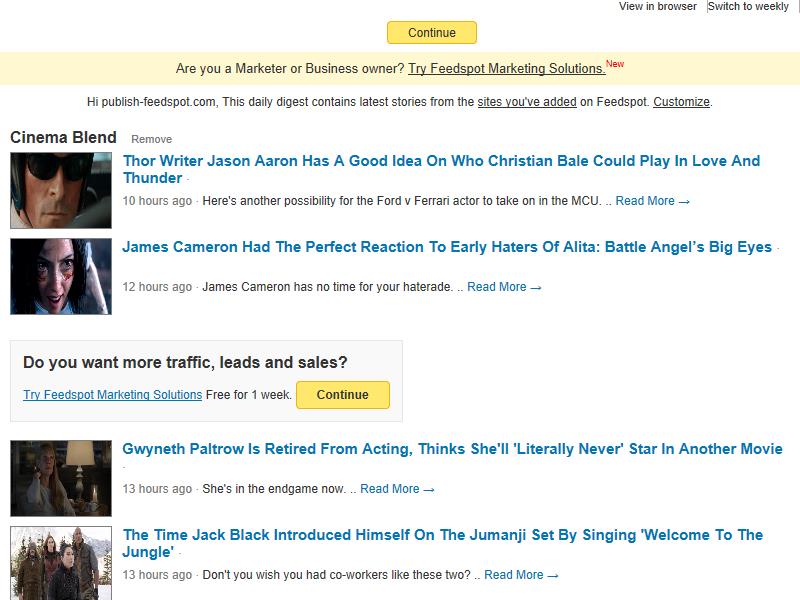 View in browser Switch to weekly
Continue
Are you a Marketer or Business owner? Try Feedspot Marketing Solutions. New
Hi publish-feedspot.com, This daily digest contains latest stories from the sites you've added on Feedspot. Customize.
Cinema Blend Remove
Thor Writer Jason Aaron Has A Good Idea On Who Christian Bale Could Play In Love And
Thunder ·
10 hours ago · Here's another possibility for the Ford v Ferrari actor to take on in the MCU. .. Read More →
James Cameron Had The Perfect Reaction To Early Haters Of Alita: Battle Angel’s Big Eyes ·
12 hours ago · James Cameron has no time for your haterade. .. Read More →
Do you want more traffic, leads and sales?
Try Feedspot Marketing Solutions Free for 1 week. Continue
Gwyneth Paltrow Is Retired From Acting, Thinks She'll 'Literally Never' Star In Another Movie
·
13 hours ago · She's in the endgame now. .. Read More →
The Time Jack Black Introduced Himself On The Jumanji Set By Singing 'Welcome To The
Jungle' ·
13 hours ago · Don't you wish you had co-workers like these two? .. Read More →